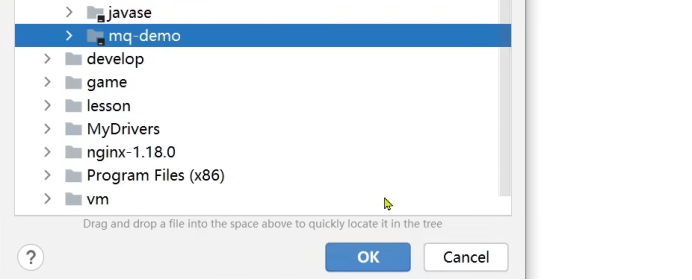 javase
mq-demo
develop
game
lesson
MyDrivers
nginx-1.18.0
Program Files (x86)
vm
Drag and drop a file into the space above to quickly locate it in the tree
?
OK
Cancel